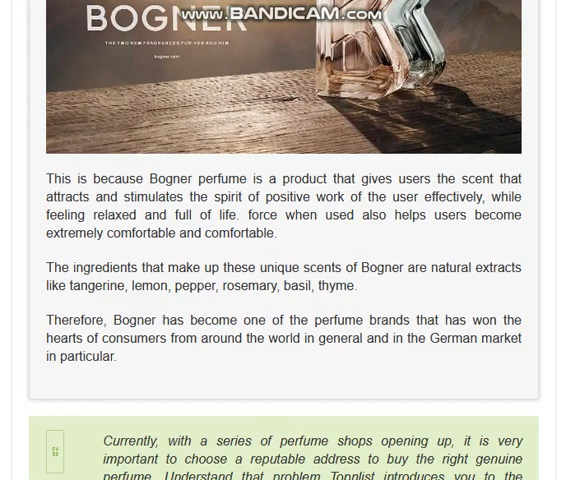 www.BANDICAM.com
BOGNER
THE TWO NEW FRAGRANCES FOR HER AND HIM
bogner.com
This is because Bogner perfume is a product that gives users the scent that
attracts and stimulates the spirit of positive work of the user effectively, while
feeling relaxed and full of life. force when used also helps users become
extremely comfortable and comfortable.
The ingredients that make up these unique scents of Bogner are natural extracts
like tangerine, lemon, pepper, rosemary, basil, thyme.
Therefore, Bogner has become one of the perfume brands that has won the
hearts of consumers from around the world in general and in the German market
in particular.
Currently, with a series of perfume shops opening up, it is very
important to choose a reputable address to buy the right genuine
perfume. Understand that problem Topplist introduces you to the